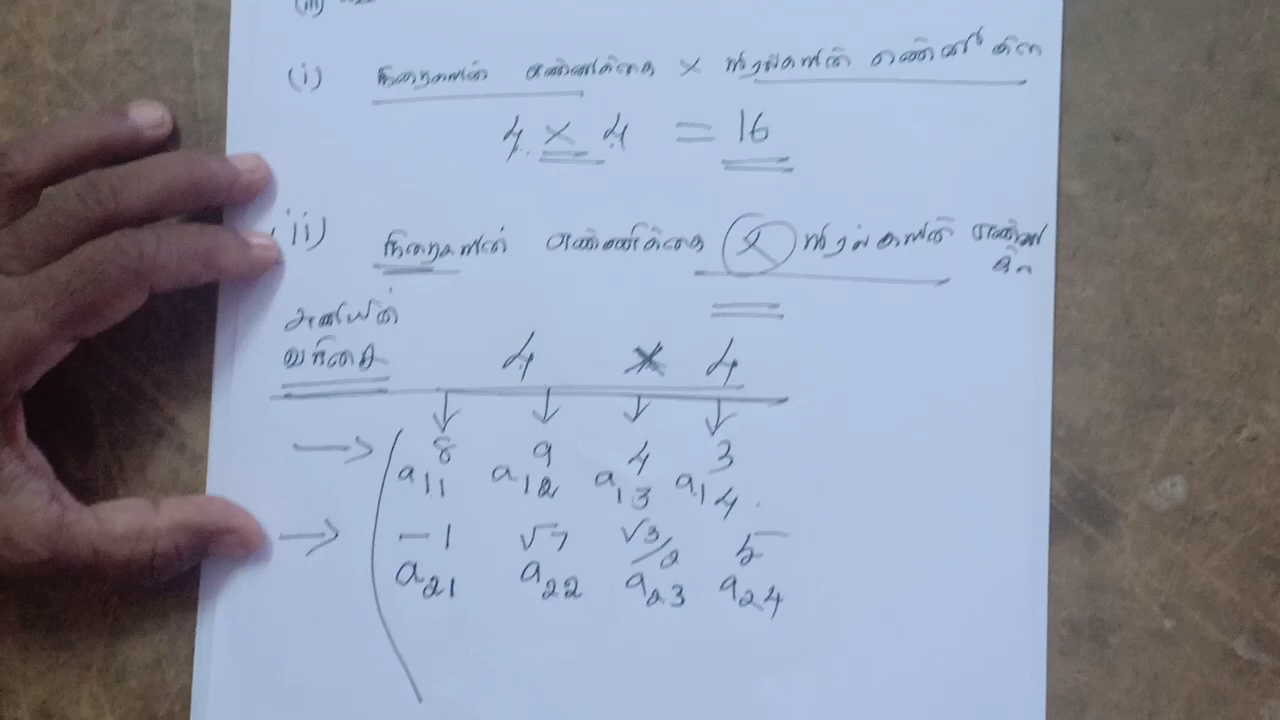 (iii)
(i) நிறைகளின் எண்ணிக்கை × நிரல்களின் எண்ணிக்கை
4 × 4 = 16
(ii) நிறைகளின் எண்ணிக்கை × நிரல்களின் எண்ணிக்கை
அணியின்
வரிசை 4 × 4
8 9 4 3
a11 a12 a13 a14
-1 √7 √3/2 5
a21 a22 a23 a24